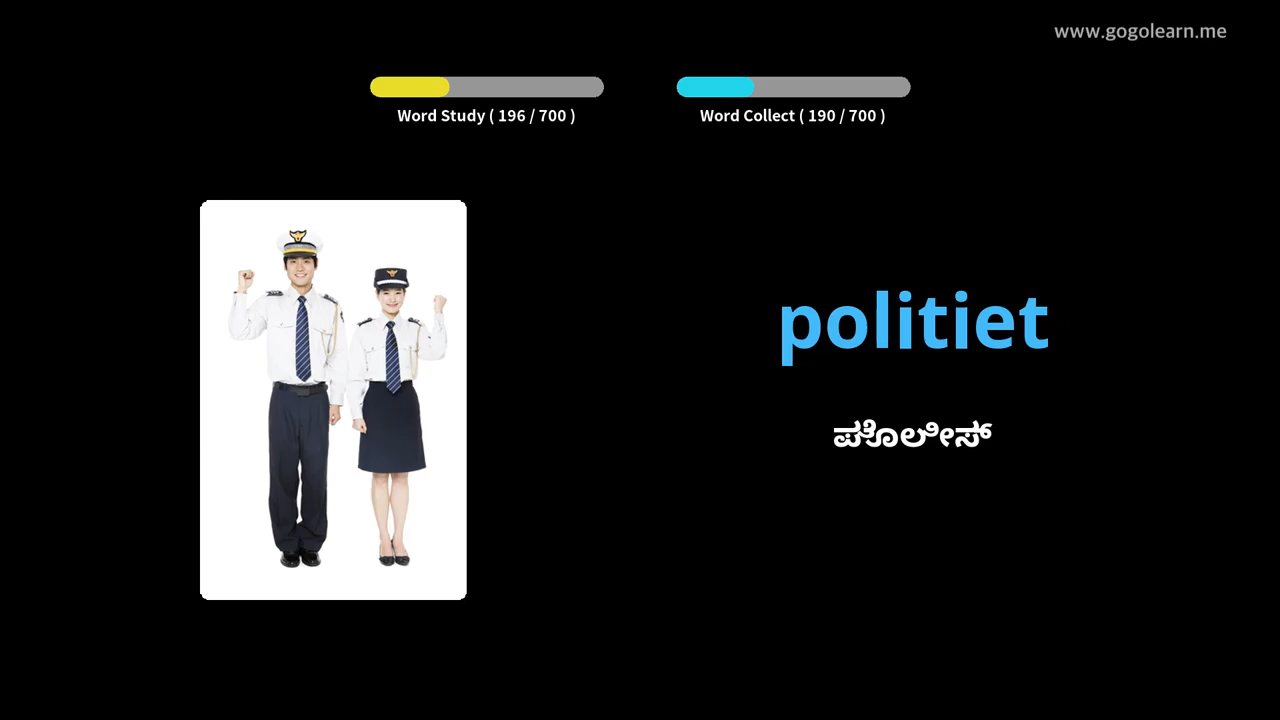 www.gogolearn.me
Word Study ( 196 / 700 )
Word Collect ( 190 / 700 )
politiet
ಪೊಲೀಸ್